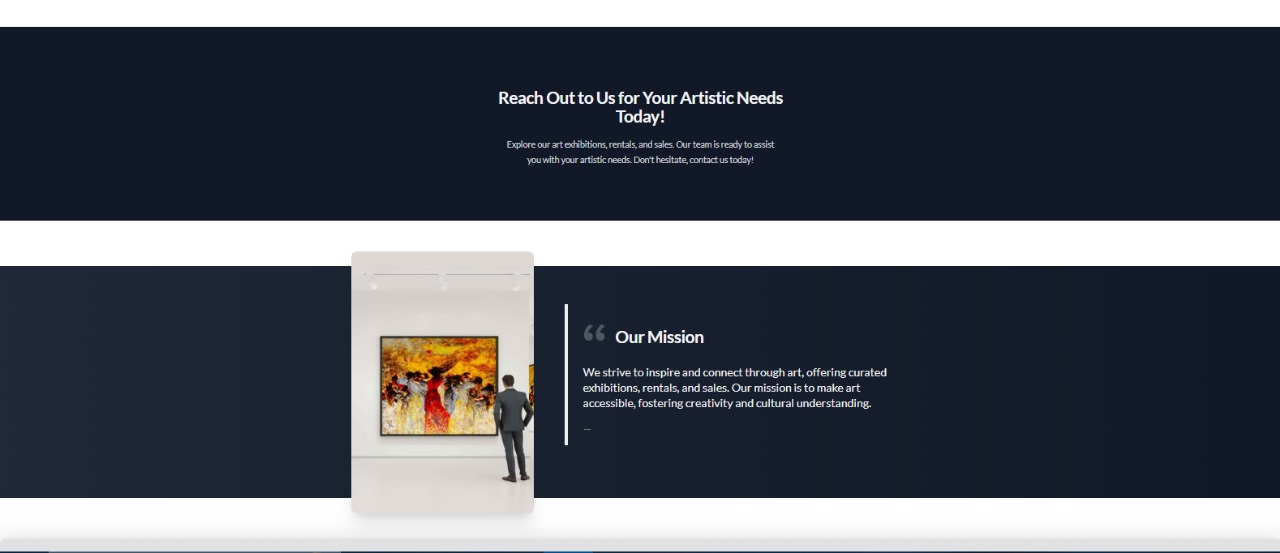 Reach Out to Us for Your Artistic Needs
Today!
Explore our art exhibitions, rentals, and sales. Our team is ready to assist
you with your artistic needs. Don't hesitate, contact us today!
“ Our Mission
We strive to inspire and connect through art, offering curated
exhibitions, rentals, and sales. Our mission is to make art
accessible, fostering creativity and cultural understanding.
—